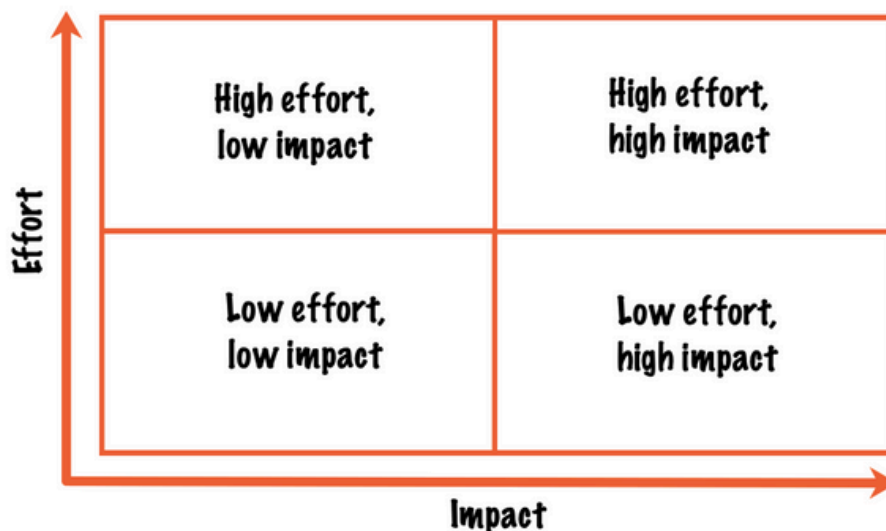 High effort,
low impact
High effort,
high impact
Effort
Low effort,
low impact
Low effort,
high impact
Impact